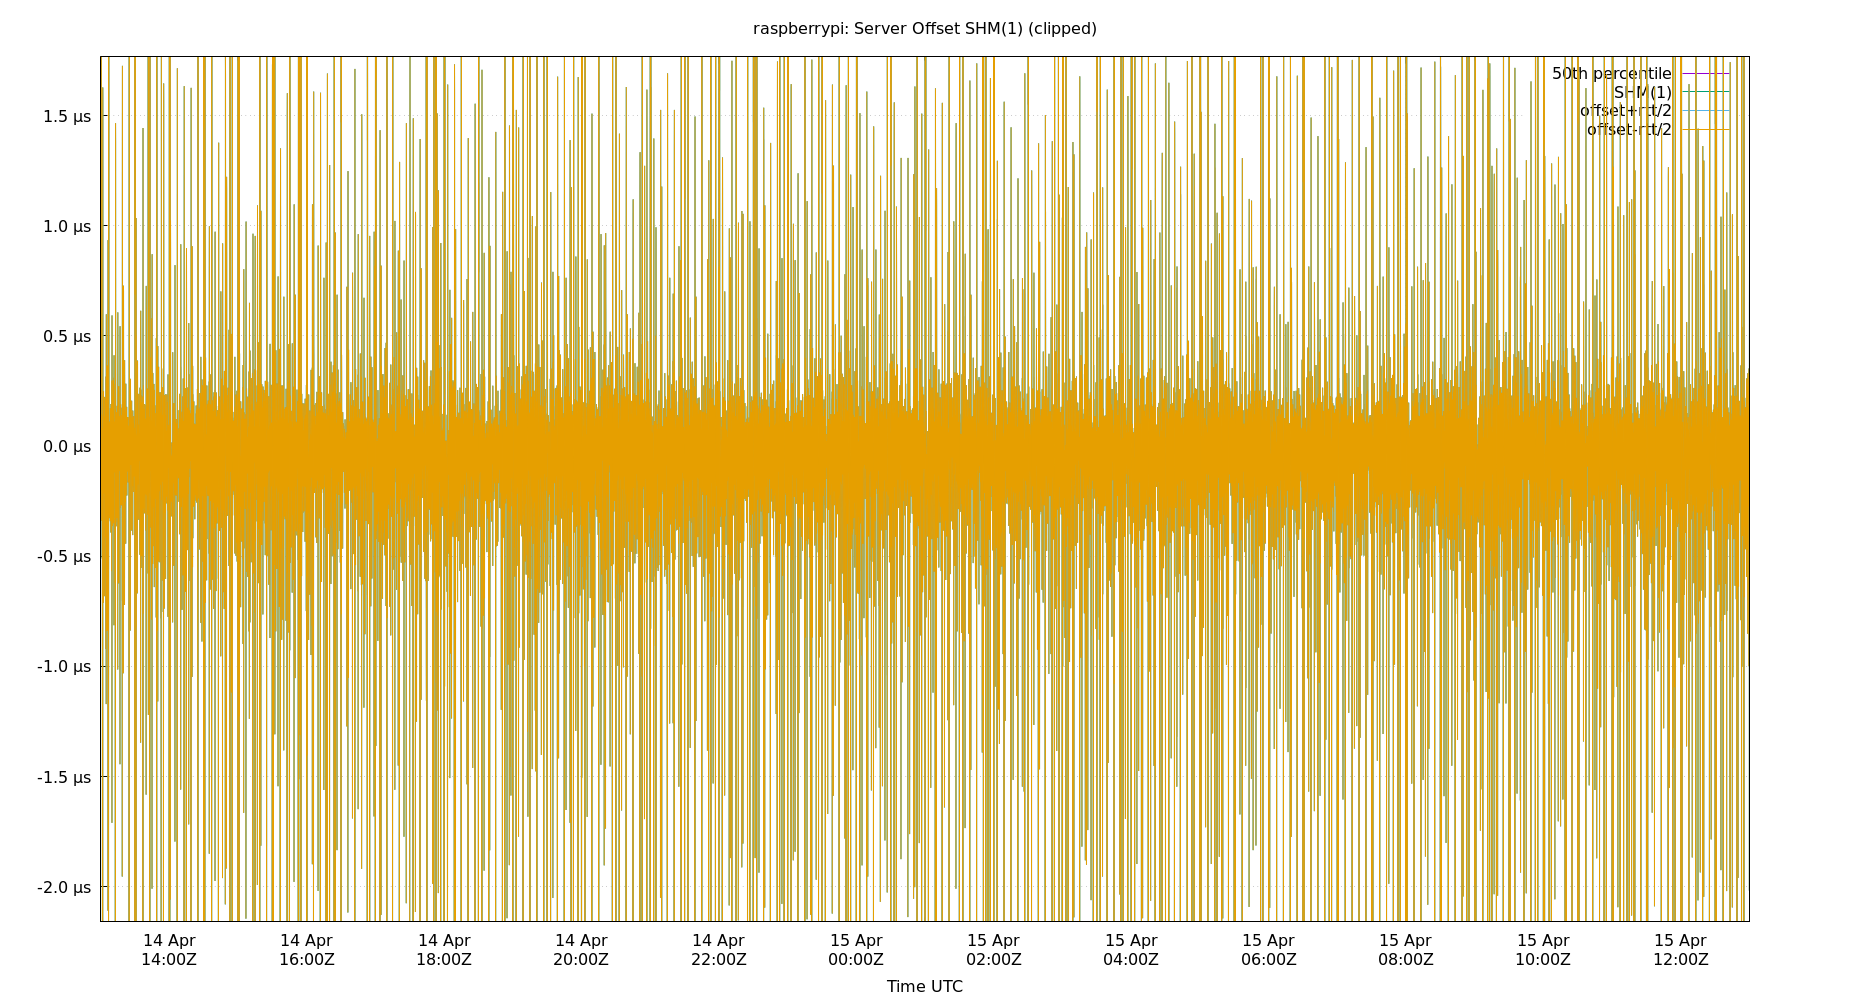 raspberrypi: Server Offset SHM(1) (clipped)
50th percentile
SHM(1)
offset+rtt/2
offset-rtt/2
1.5 µs
1.0 µs
0.5 µs
0.0 µs
-0.5 µs
-1.0 µs
-1.5 µs
-2.0 µs
14 Apr 14 Apr 14 Apr 14 Apr 14 Apr 15 Apr 15 Apr 15 Apr 15 Apr 15 Apr 15 Apr 15 Apr
14:00Z 16:00Z 18:00Z 20:00Z 22:00Z 00:00Z 02:00Z 04:00Z 06:00Z 08:00Z 10:00Z 12:00Z
Time UTC